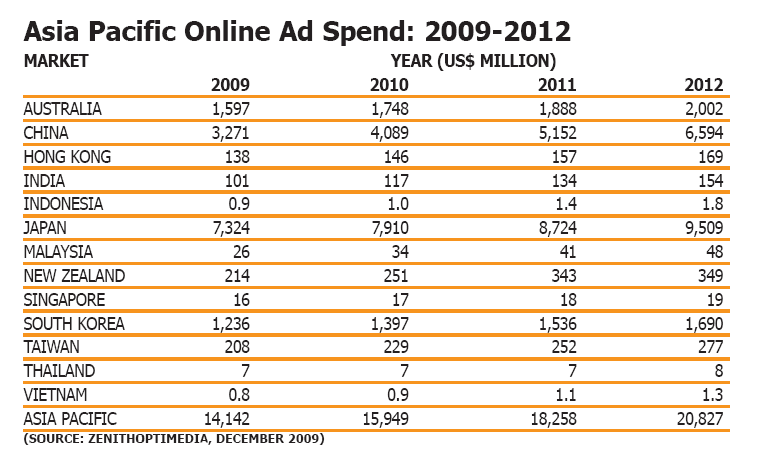 Asia Pacific Online Ad Spend: 2009-2012
MARKET YEAR (US$ MILLION)
2009 2010 2011 2012
AUSTRALIA 1,597 1,748 1,888 2,002
CHINA 3,271 4,089 5,152 6,594
HONG KONG 138 146 157 169
INDIA 101 117 134 154
INDONESIA 0.9 1.0 1.4 1.8
JAPAN 7,324 7,910 8,724 9,509
MALAYSIA 26 34 41 48
NEW ZEALAND 214 251 343 349
SINGAPORE 16 17 18 19
SOUTH KOREA 1,236 1,397 1,536 1,690
TAIWAN 208 229 252 277
THAILAND 7 7 7 8
VIETNAM 0.8 0.9 1.1 1.3
ASIA PACIFIC 14,142 15,949 18,258 20,827
(SOURCE: ZENITHOPTIMEDIA, DECEMBER 2009)